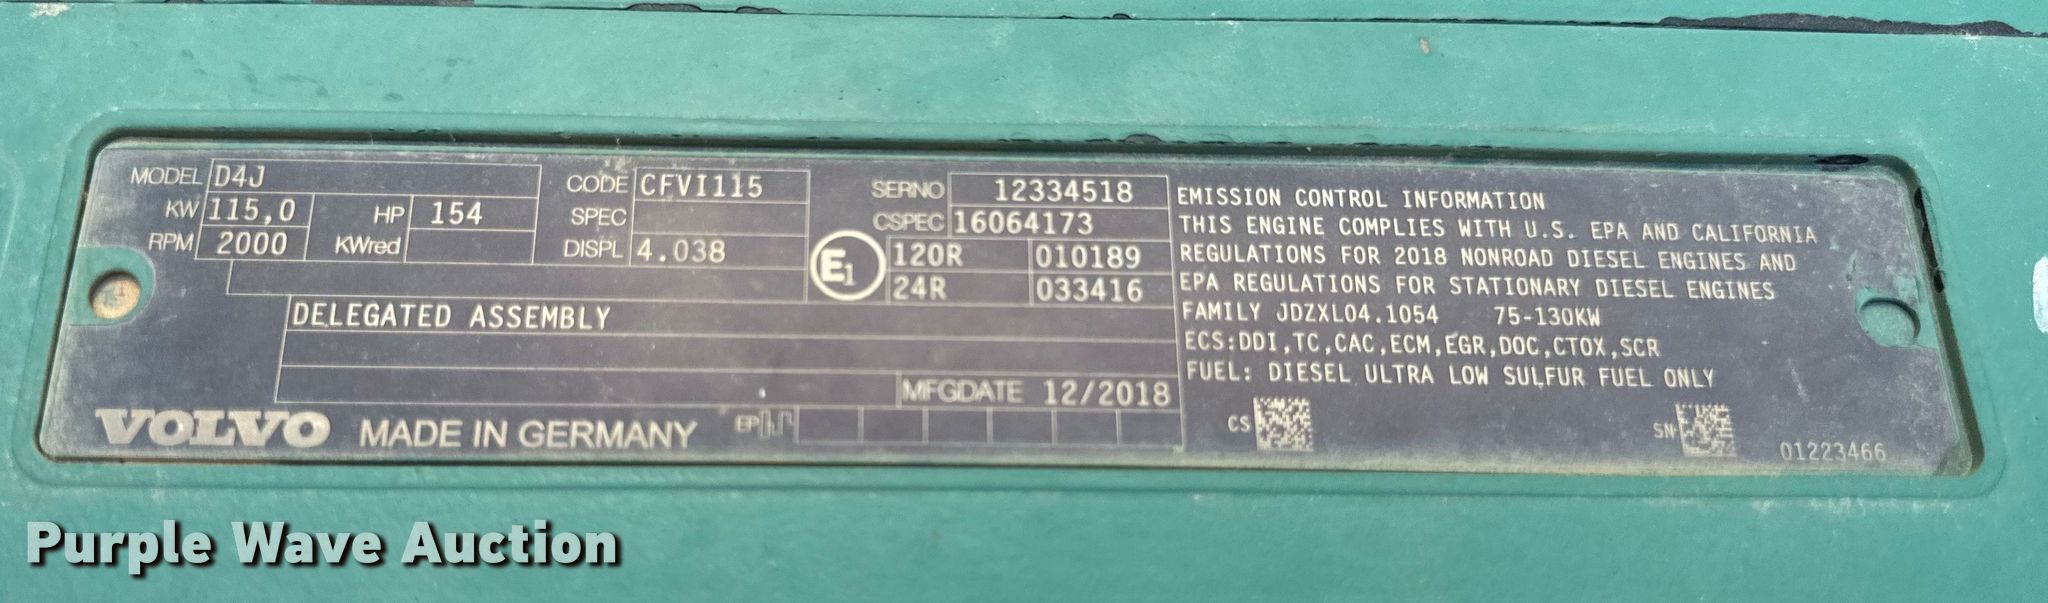 MODEL D4J
KW 115,0 HP 154
RPM 2000 KWred
CODE CFVI115
SPEC
DISPL 4.038
SERNO 12334518
CSPEC 16064173
E1 120R 010189
24R 033416
DELEGATED ASSEMBLY
MFGDATE 12/2018
VOLVO MADE IN GERMANY EP
EMISSION CONTROL INFORMATION
THIS ENGINE COMPLIES WITH U.S. EPA AND CALIFORNIA
REGULATIONS FOR 2018 NONROAD DIESEL ENGINES AND
EPA REGULATIONS FOR STATIONARY DIESEL ENGINES
FAMILY JDZXL04.1054 75-130KW
ECS:DDI,TC,CAC,ECM,EGR,DOC,CTOX,SCR
FUEL: DIESEL ULTRA LOW SULFUR FUEL ONLY
CS SN 01223466
Purple Wave Auction